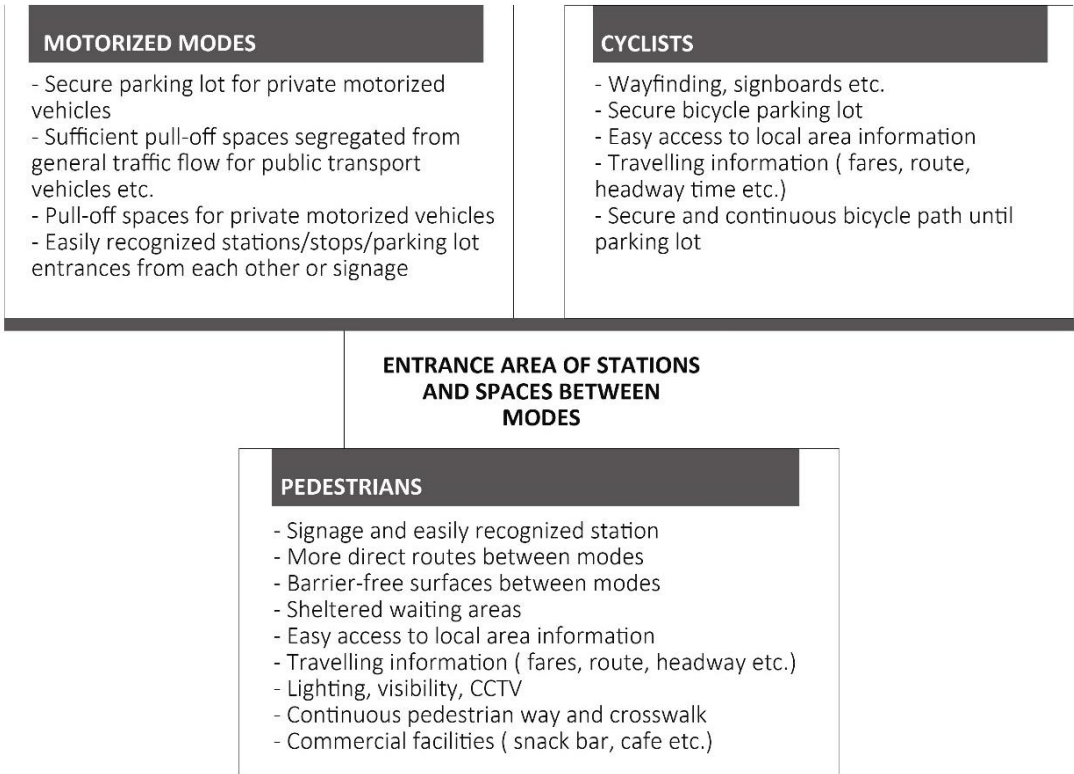 MOTORIZED MODES
- Secure parking lot for private motorized
vehicles
- Sufficient pull-off spaces segregated from
general traffic flow for public transport
vehicles etc.
- Pull-off spaces for private motorized vehicles
- Easily recognized stations/stops/parking lot
entrances from each other or signage
CYCLISTS
- Wayfinding, signboards etc.
- Secure bicycle parking lot
- Easy access to local area information
- Travelling information ( fares, route,
headway time etc.)
- Secure and continuous bicycle path until
parking lot
ENTRANCE AREA OF STATIONS
AND SPACES BETWEEN
MODES
PEDESTRIANS
- Signage and easily recognized station
- More direct routes between modes
- Barrier-free surfaces between modes
- Sheltered waiting areas
- Easy access to local area information
- Travelling information ( fares, route, headway etc.)
- Lighting, visibility, CCTV
- Continuous pedestrian way and crosswalk
- Commercial facilities ( snack bar, cafe etc.)